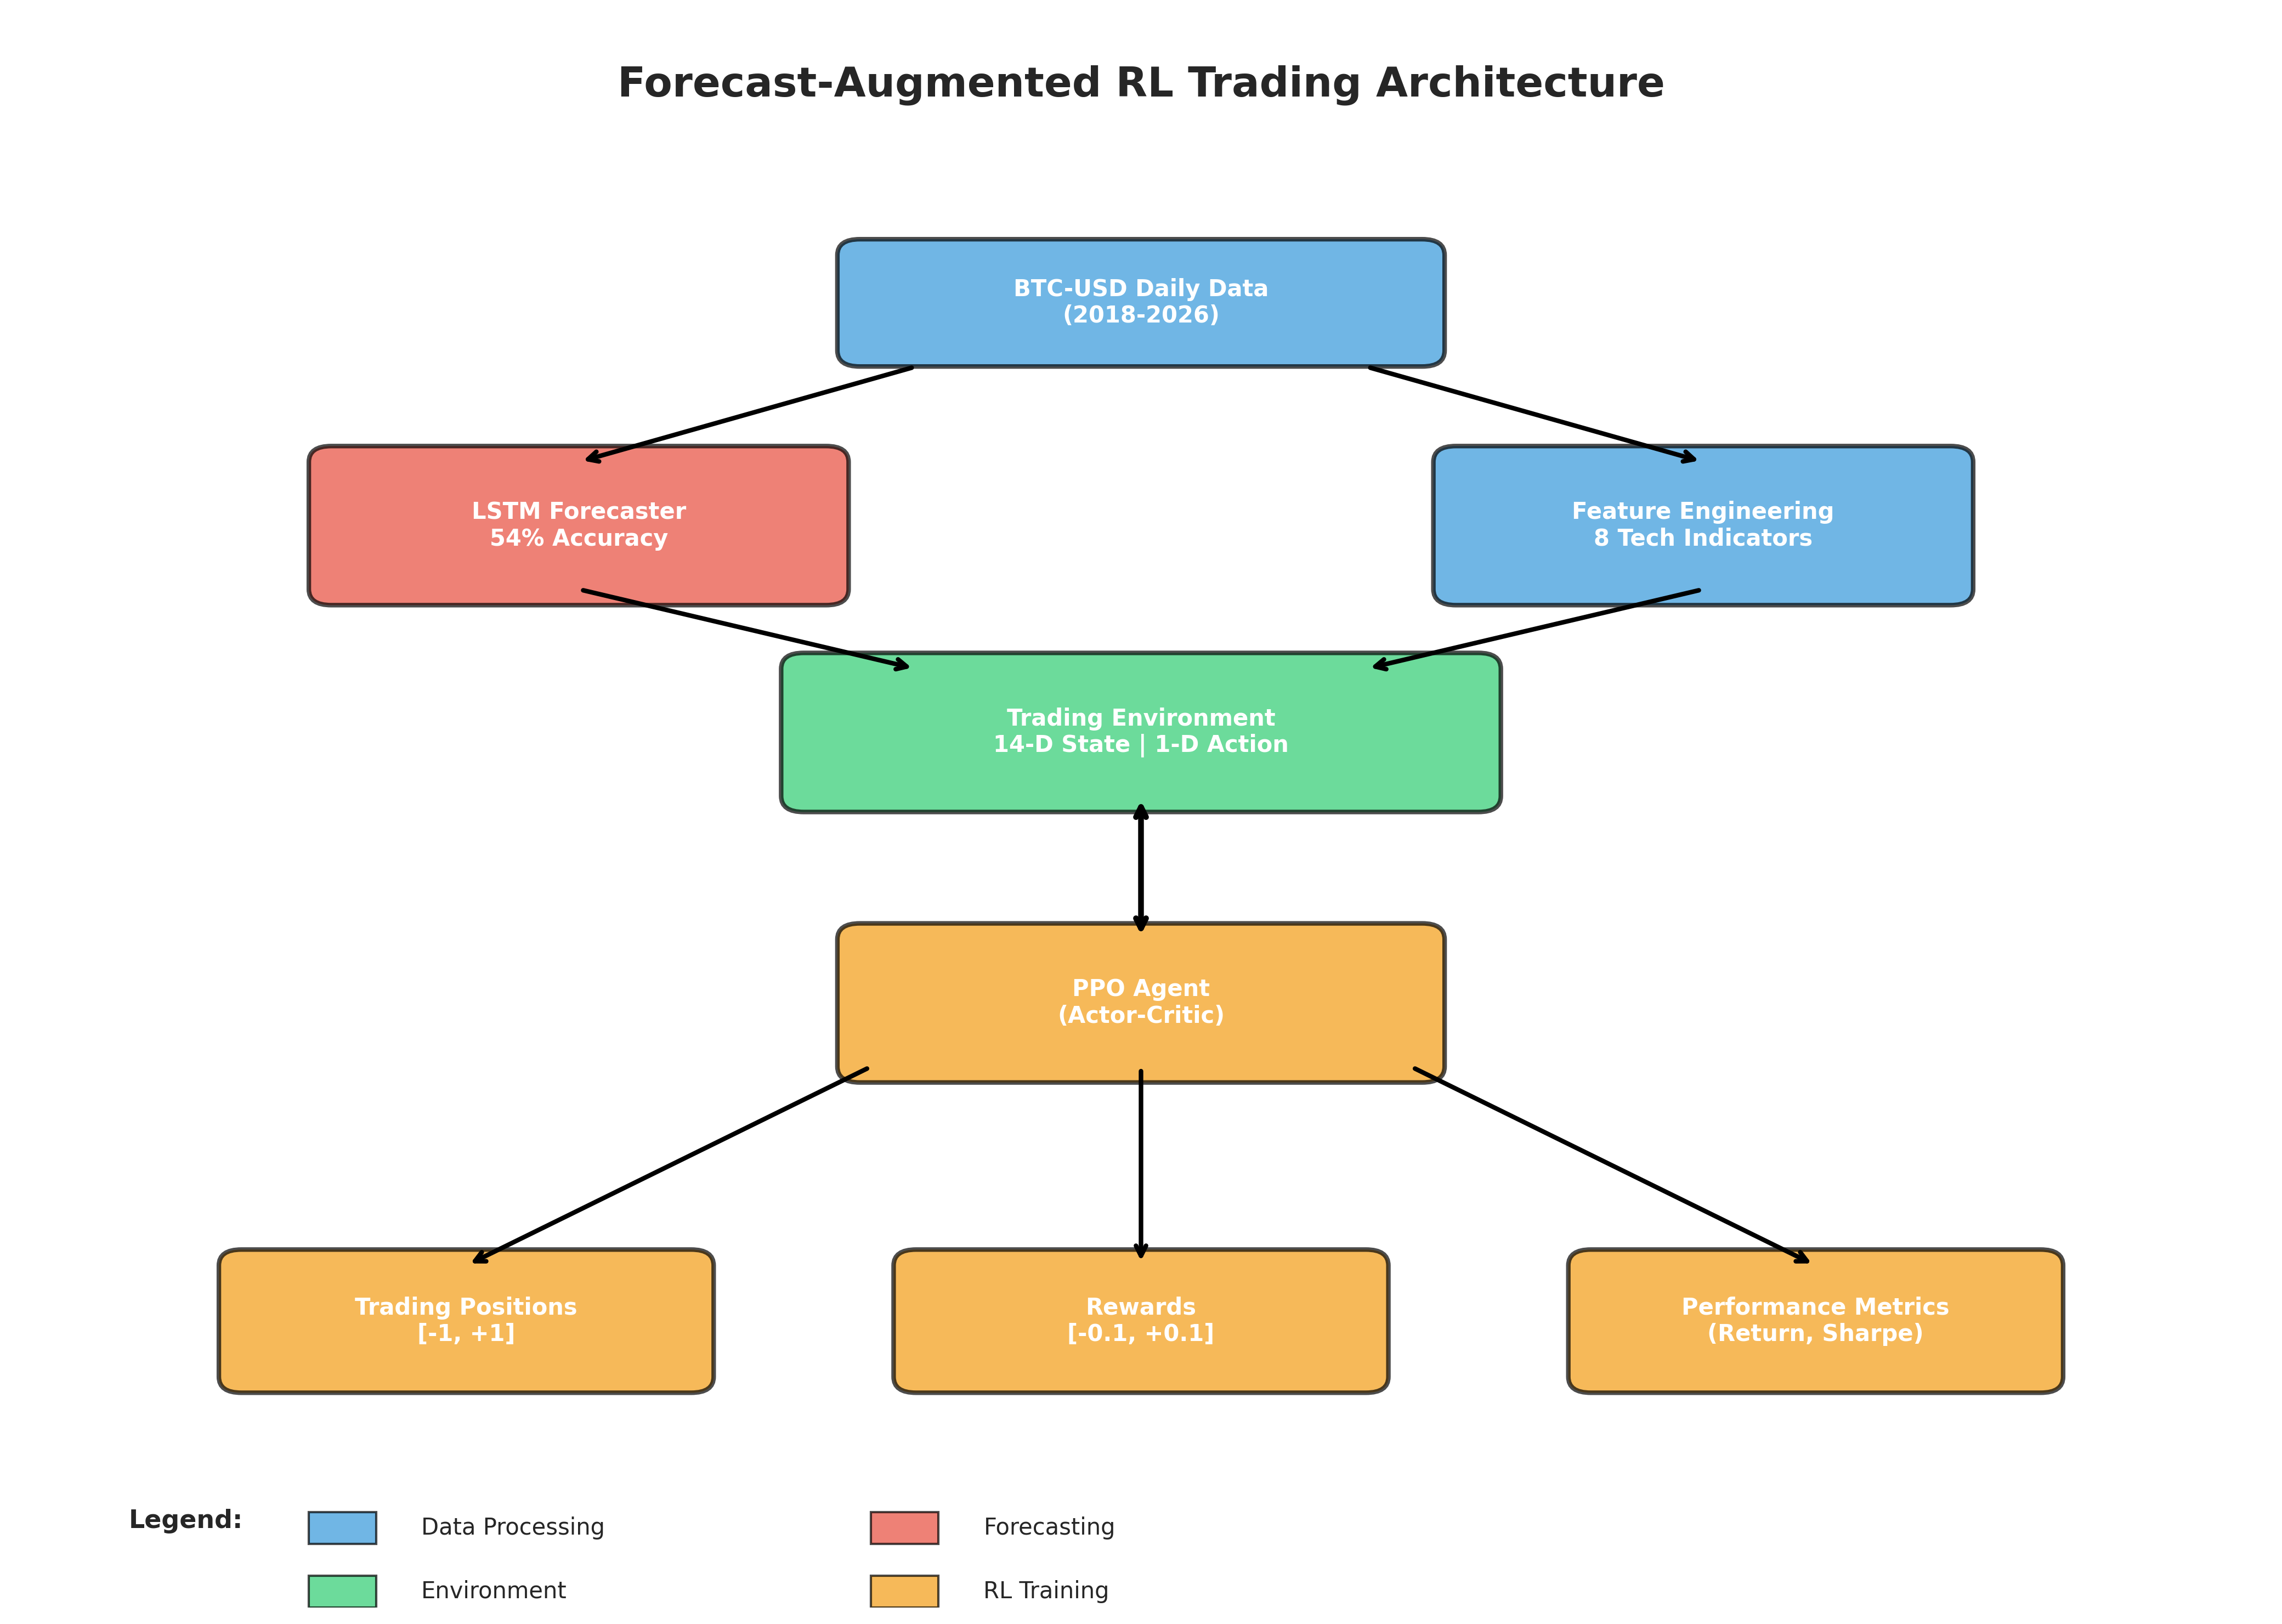 Forecast-Augmented RL Trading Architecture
BTC-USD Daily Data
(2018-2026)
LSTM Forecaster
54% Accuracy
Feature Engineering
8 Tech Indicators
Trading Environment
14-D State | 1-D Action
PPO Agent
(Actor-Critic)
Trading Positions
[-1, +1]
Rewards
[-0.1, +0.1]
Performance Metrics
(Return, Sharpe)
Legend:
Data Processing
Forecasting
Environment
RL Training